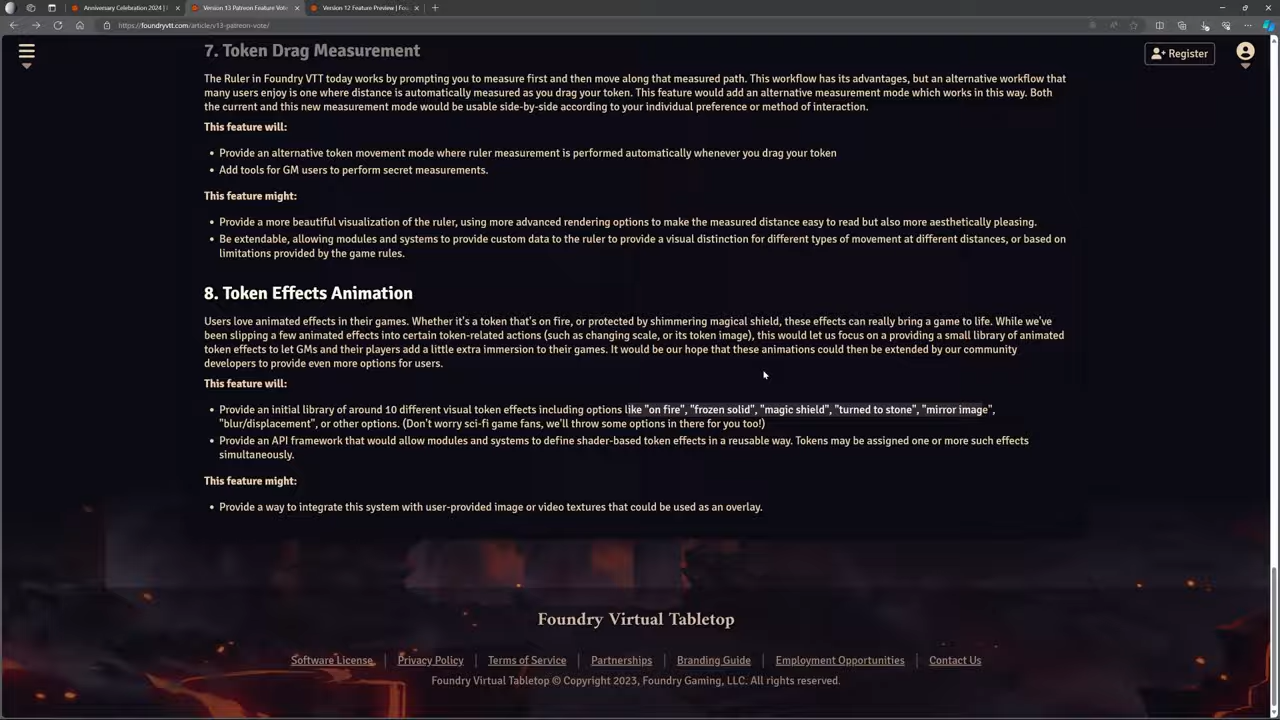 Anniversary Celebration 2024 |
Version 13 Patreon Feature Vote
Version 12 Feature Preview | Fou
https://foundryvtt.com/article/v13-patreon-vote/
Register
7. Token Drag Measurement
The Ruler in Foundry VTT today works by prompting you to measure first and then move along that measured path. This workflow has its advantages, but an alternative workflow that
many users enjoy is one where distance is automatically measured as you drag your token. This feature would add an alternative measurement mode which works in this way. Both
the current and this new measurement mode would be usable side-by-side according to your individual preference or method of interaction.
This feature will:
• Provide an alternative token movement mode where ruler measurement is performed automatically whenever you drag your token
• Add tools for GM users to perform secret measurements.
This feature might:
• Provide a more beautiful visualization of the ruler, using more advanced rendering options to make the measured distance easy to read but also more aesthetically pleasing.
• Be extendable, allowing modules and systems to provide custom data to the ruler to provide a visual distinction for different types of movement at different distances, or based on
limitations provided by the game rules.
8. Token Effects Animation
Users love animated effects in their games. Whether it's a token that's on fire, or protected by shimmering magical shield, these effects can really bring a game to life. While we've
been slipping a few animated effects into certain token-related actions (such as changing scale, or its token image), this would let us focus on a providing a small library of animated
token effects to let GMs and their players add a little extra immersion to their games. It would be our hope that these animations could then be extended by our community
developers to provide even more options for users.
This feature will:
• Provide an initial library of around 10 different visual token effects including options like "on fire", "frozen solid", "magic shield", "turned to stone", "mirror image",
"blur/displacement", or other options. (Don't worry sci-fi game fans, we'll throw some options in there for you too!)
• Provide an API framework that would allow modules and systems to define shader-based token effects in a reusable way. Tokens may be assigned one or more such effects
simultaneously.
This feature might:
• Provide a way to integrate this system with user-provided image or video textures that could be used as an overlay.
Foundry Virtual Tabletop
Software License | Privacy Policy | Terms of Service | Partnerships | Branding Guide | Employment Opportunities | Contact Us
Foundry Virtual Tabletop © Copyright 2023, Foundry Gaming, LLC. All rights reserved.